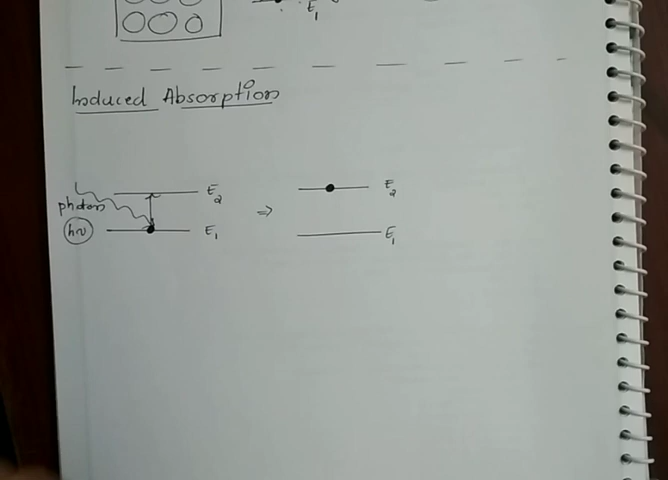 E1
Induced Absorption
E2 E2
photon
hν E1 ⇒ E1